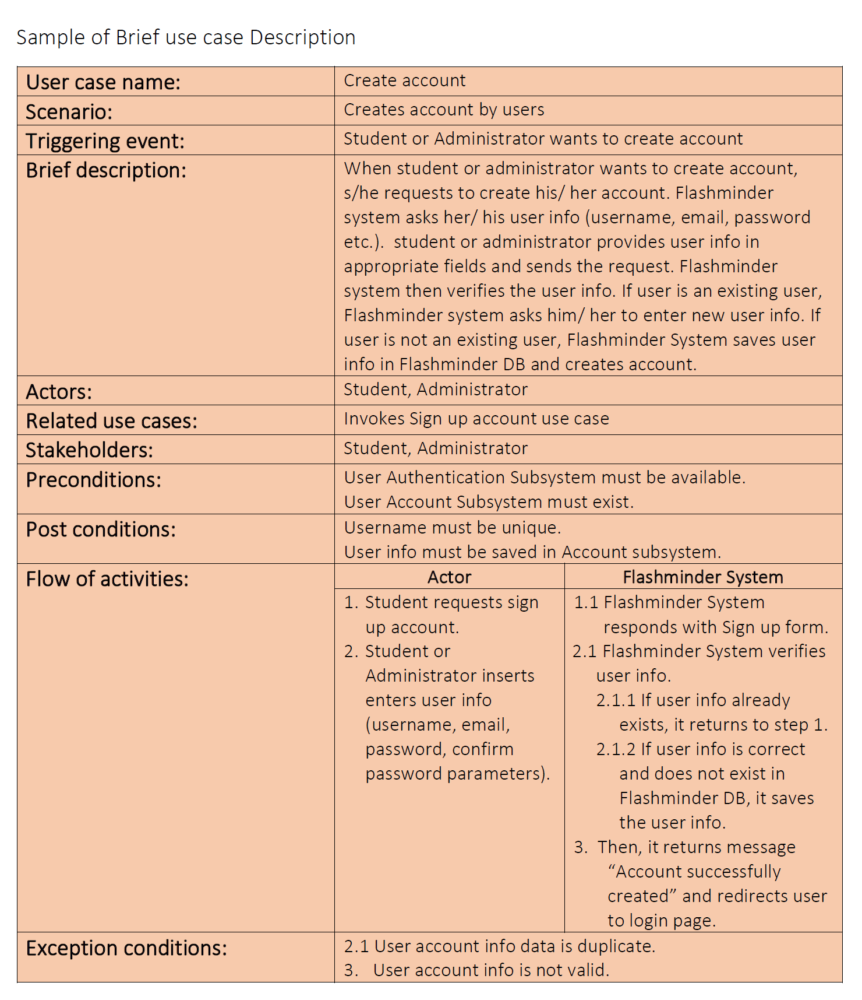 Sample of Brief use case Description
User case name:
Create account
Scenario:
Creates account by users
Triggering event:
Student or Administrator wants to create account
Brief description:
When student or administrator wants to create account,
s/he requests to create his/ her account. Flashminder
system asks her/ his user info (username, email, password
etc.).  student or administrator provides user info in
appropriate fields and sends the request. Flashminder
system then verifies the user info. If user is an existing user,
Flashminder system asks him/ her to enter new user info. If
user is not an existing user, Flashminder System saves user
info in Flashminder DB and creates account.
Actors:
Student, Administrator
Related use cases:
Invokes Sign up account use case
Stakeholders:
Student, Administrator
Preconditions:
User Authentication Subsystem must be available.
User Account Subsystem must exist.
Post conditions:
Username must be unique.
User info must be saved in Account subsystem.
Flow of activities:
Actor
1. Student requests sign
up account.
2. Student or
Administrator inserts
enters user info
(username, email,
password, confirm
password parameters).
Flashminder System
1.1 Flashminder System
responds with Sign up form.
2.1 Flashminder System verifies
user info.
2.1.1 If user info already
exists, it returns to step 1.
2.1.2 If user info is correct
and does not exist in
Flashminder DB, it saves
the user info.
3. Then, it returns message
“Account successfully
created” and redirects user
to login page.
Exception conditions:
2.1 User account info data is duplicate.
3. User account info is not valid.